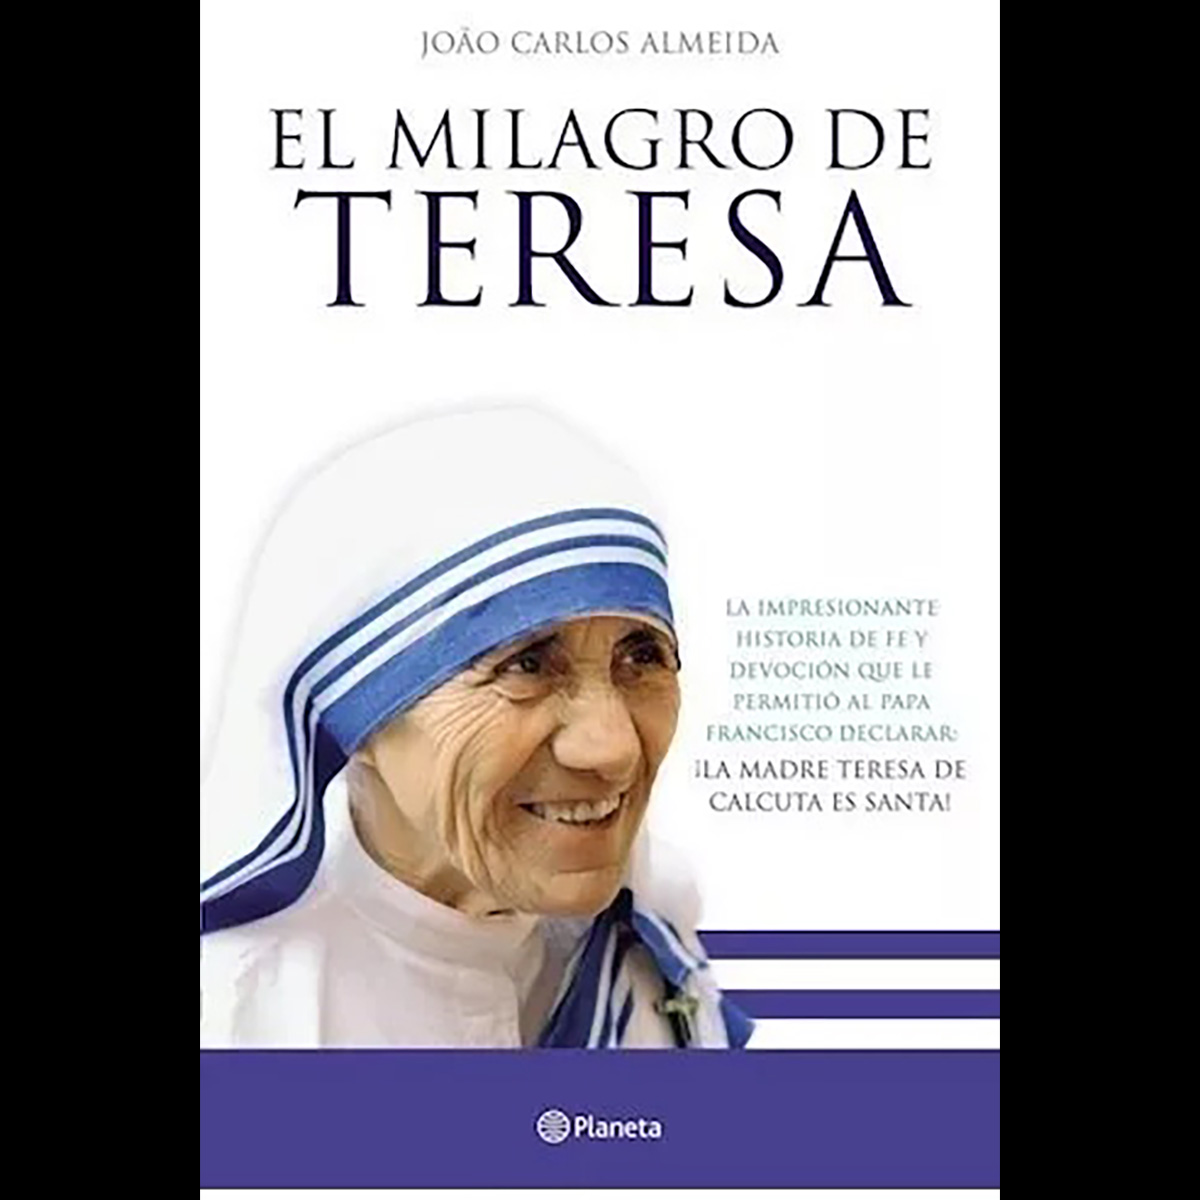 JOÃO CARLOS ALMEIDA
EL MILAGRO DE
TERESA
LA IMPRESIONANTE
HISTORIA DE FE Y
DEVOCIÓN QUE LE
PERMITIÓ AL PAPA
FRANCISCO DECLARAR:
¡LA MADRE TERESA DE
CALCUTA ES SANTA!
Planeta